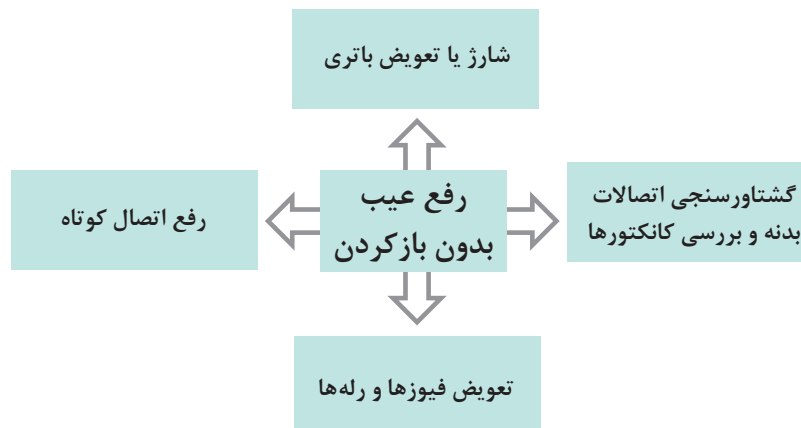 شارژ یا تعویض باتری
گشتاورسنجی اتصالات
بدنه و بررسی کانکتورها
رفع عیب
بدون بازکردن
رفع اتصال کوتاه
تعویض فیوزها و رله‌ها